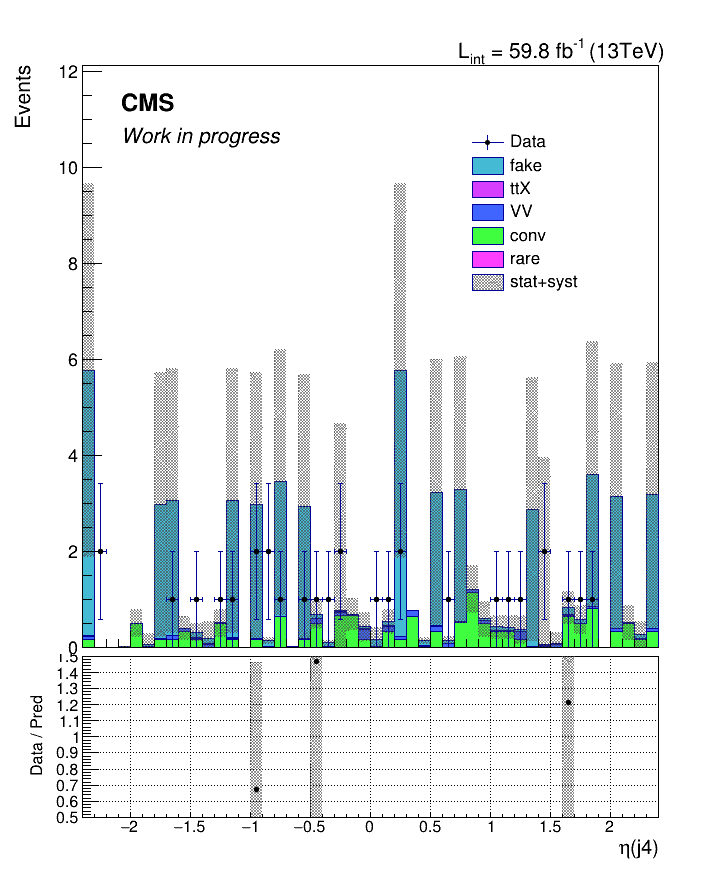 L_int = 59.8 fb^-1 (13TeV)
Events
CMS
Work in progress
Data
fake
ttX
VV
conv
rare
stat+syst
12
10
8
6
4
2
0
Data / Pred
1.5
1.4
1.3
1.2
1.1
1
0.9
0.8
0.7
0.6
0.5
−2 −1.5 −1 −0.5 0 0.5 1 1.5 2
η(j4)